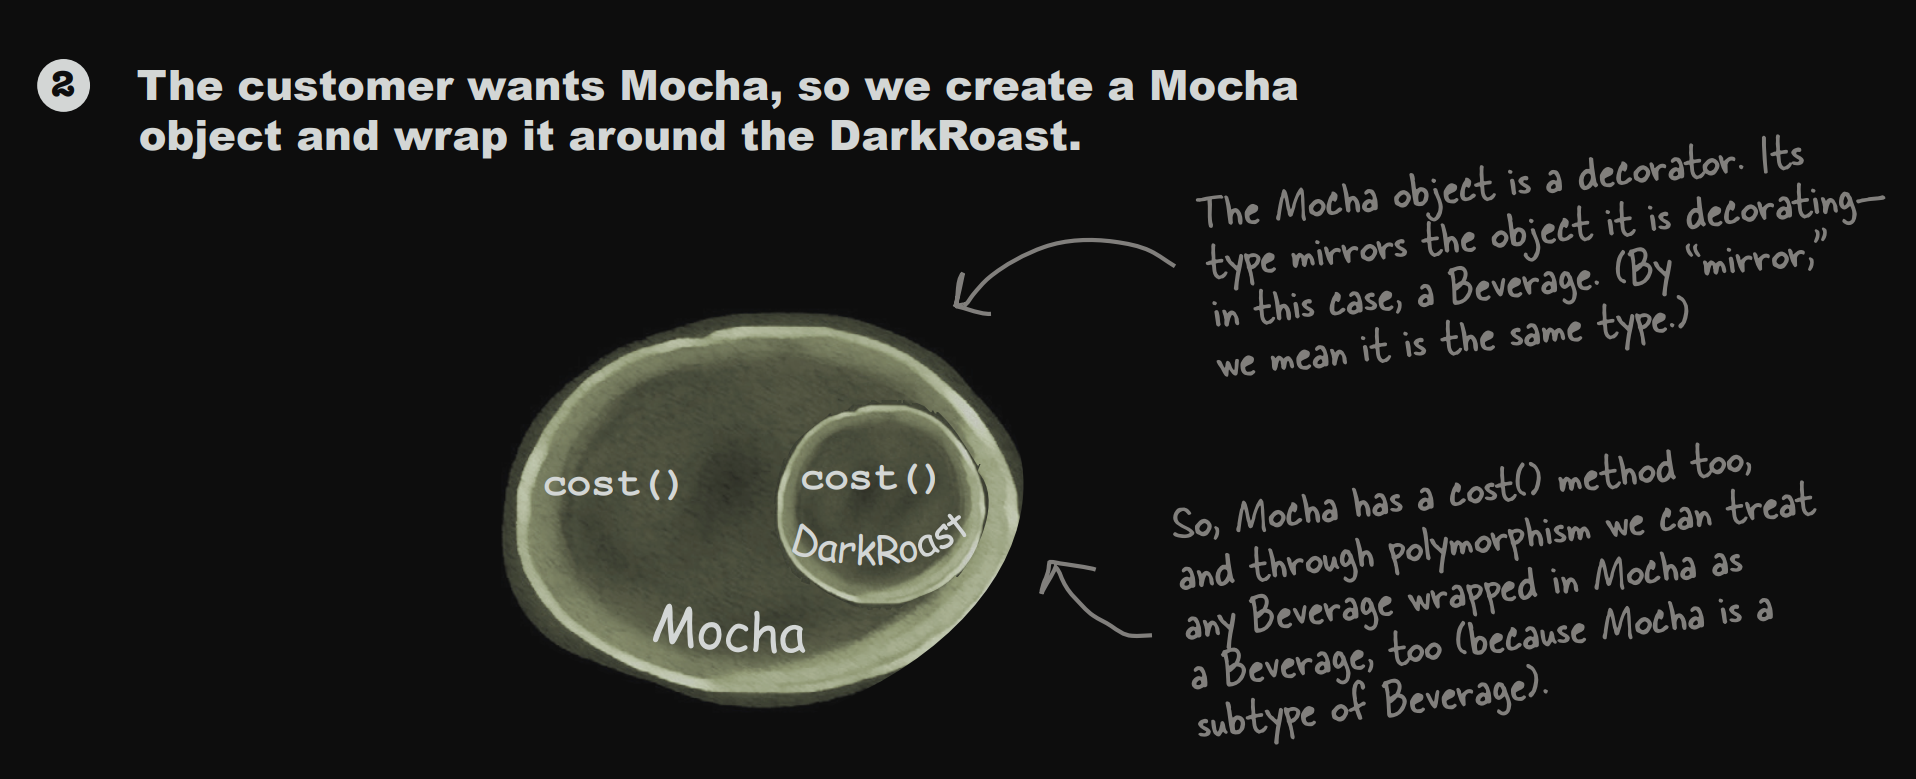 2
The customer wants Mocha, so we create a Mocha
object and wrap it around the DarkRoast.
The Mocha object is a decorator. Its
type mirrors the object it is decorating—
in this case, a Beverage. (By “mirror,”
we mean it is the same type.)
cost()
cost()
DarkRoast
Mocha
So, Mocha has a cost() method too,
and through polymorphism we can treat
any Beverage wrapped in Mocha as
a Beverage, too (because Mocha is a
subtype of Beverage).